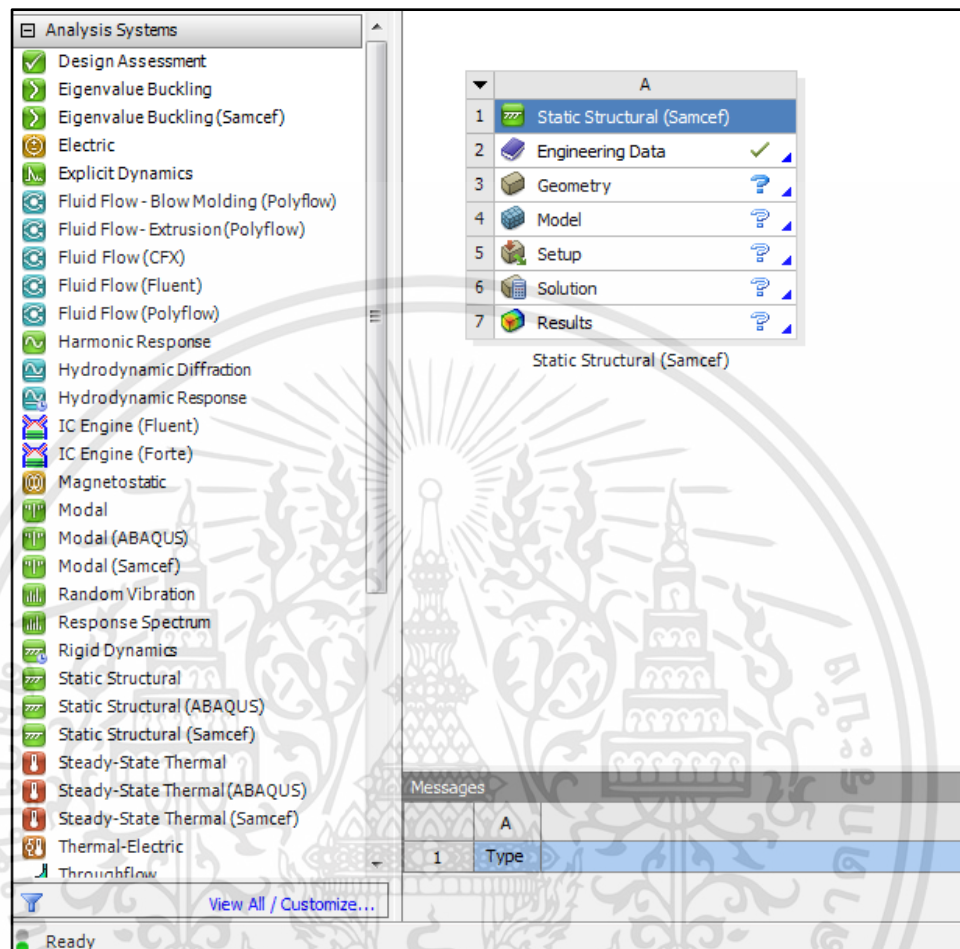 Analysis Systems
Design Assessment
Eigenvalue Buckling
Eigenvalue Buckling (Samcef)
Electric
Explicit Dynamics
Fluid Flow - Blow Molding (Polyflow)
Fluid Flow - Extrusion (Polyflow)
Fluid Flow (CFX)
Fluid Flow (Fluent)
Fluid Flow (Polyflow)
Harmonic Response
Hydrodynamic Diffraction
Hydrodynamic Response
IC Engine (Fluent)
IC Engine (Forte)
Magnetostatic
Modal
Modal (ABAQUS)
Modal (Samcef)
Random Vibration
Response Spectrum
Rigid Dynamics
Static Structural
Static Structural (ABAQUS)
Static Structural (Samcef)
Steady-State Thermal
Steady-State Thermal (ABAQUS)
Steady-State Thermal (Samcef)
Thermal-Electric
Throughflow
View All / Customize...
Ready
A
1 Static Structural (Samcef)
2 Engineering Data
3 Geometry
4 Model
5 Setup
6 Solution
7 Results
Static Structural (Samcef)
Messages
A
1 Type